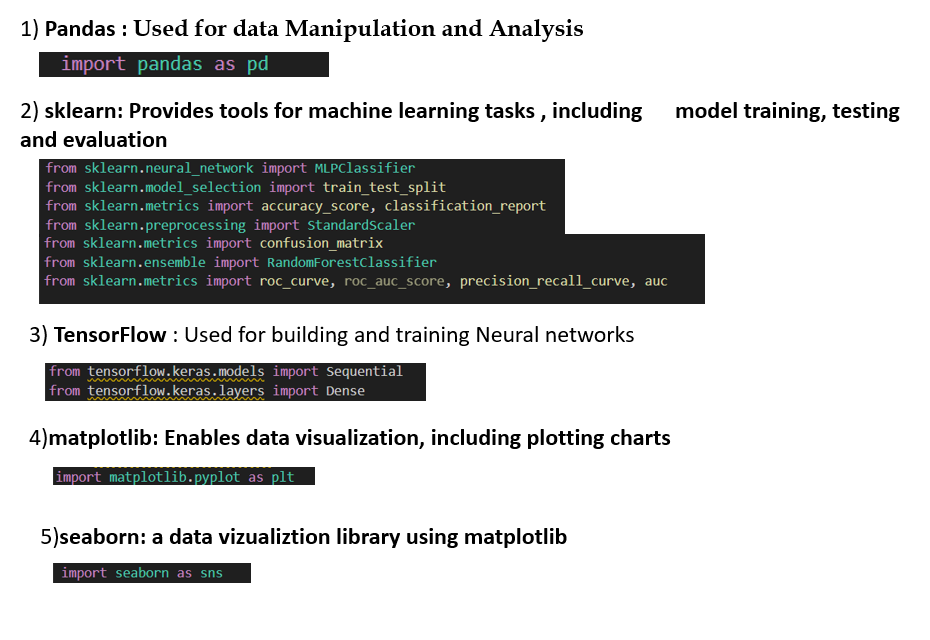 1) Pandas : Used for data Manipulation and Analysis
import pandas as pd
2) sklearn: Provides tools for machine learning tasks , including model training, testing
and evaluation
from sklearn.neural_network import MLPClassifier
from sklearn.model_selection import train_test_split
from sklearn.metrics import accuracy_score, classification_report
from sklearn.preprocessing import StandardScaler
from sklearn.metrics import confusion_matrix
from sklearn.ensemble import RandomForestClassifier
from sklearn.metrics import roc_curve, roc_auc_score, precision_recall_curve, auc
3) TensorFlow : Used for building and training Neural networks
from tensorflow.keras.models import Sequential
from tensorflow.keras.layers import Dense
4)matplotlib: Enables data visualization, including plotting charts
import matplotlib.pyplot as plt
5)seaborn: a data vizualiztion library using matplotlib
import seaborn as sns